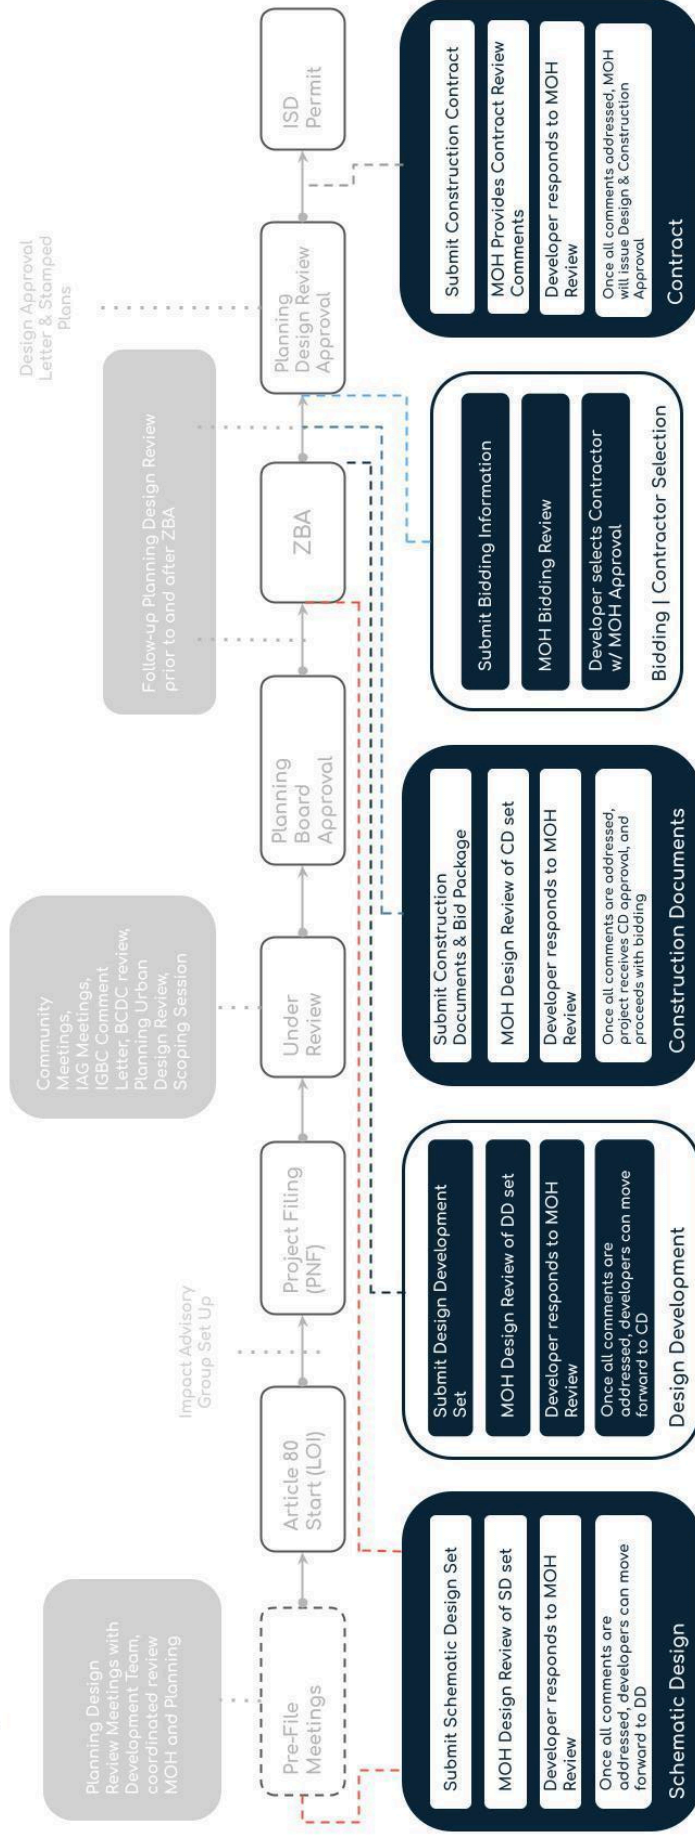 Planning Design
Review Meetings with
Development Team,
coordinated review
MOH and Planning
Impact Advisory
Group Set Up
Community
Meetings,
IAG Meetings,
IGBC Comment
Letter, BCDC review,
Planning Urban
Design Review,
Scoping Session
Follow-up Planning Design Review
prior to and after ZBA
Design Approval
Letter & Stamped
Plans
Pre-File
Meetings
Article 80
Start (LOI)
Project Filing
(PNF)
Under
Review
Planning
Board
Approval
ZBA
Planning
Design Review
Approval
ISD
Permit
Submit Schematic Design Set
MOH Design Review of SD set
Developer responds to MOH
Review
Once all comments are
addressed, developers can move
forward to DD
Schematic Design
Submit Design Development
Set
MOH Design Review of DD set
Developer responds to MOH
Review
Once all comments are
addressed, developers can move
forward to CD
Design Development
Submit Construction
Documents & Bid Package
MOH Design Review of CD set
Developer responds to MOH
Review
Once all comments are addressed,
project receives CD approval, and
proceeds with bidding
Construction Documents
Submit Bidding Information
MOH Bidding Review
Developer selects Contractor
w/ MOH Approval
Bidding | Contractor Selection
Submit Construction Contract
MOH Provides Contract Review
Comments
Developer responds to MOH
Review
Once all comments addressed, MOH
will issue Design & Construction
Approval
Contract